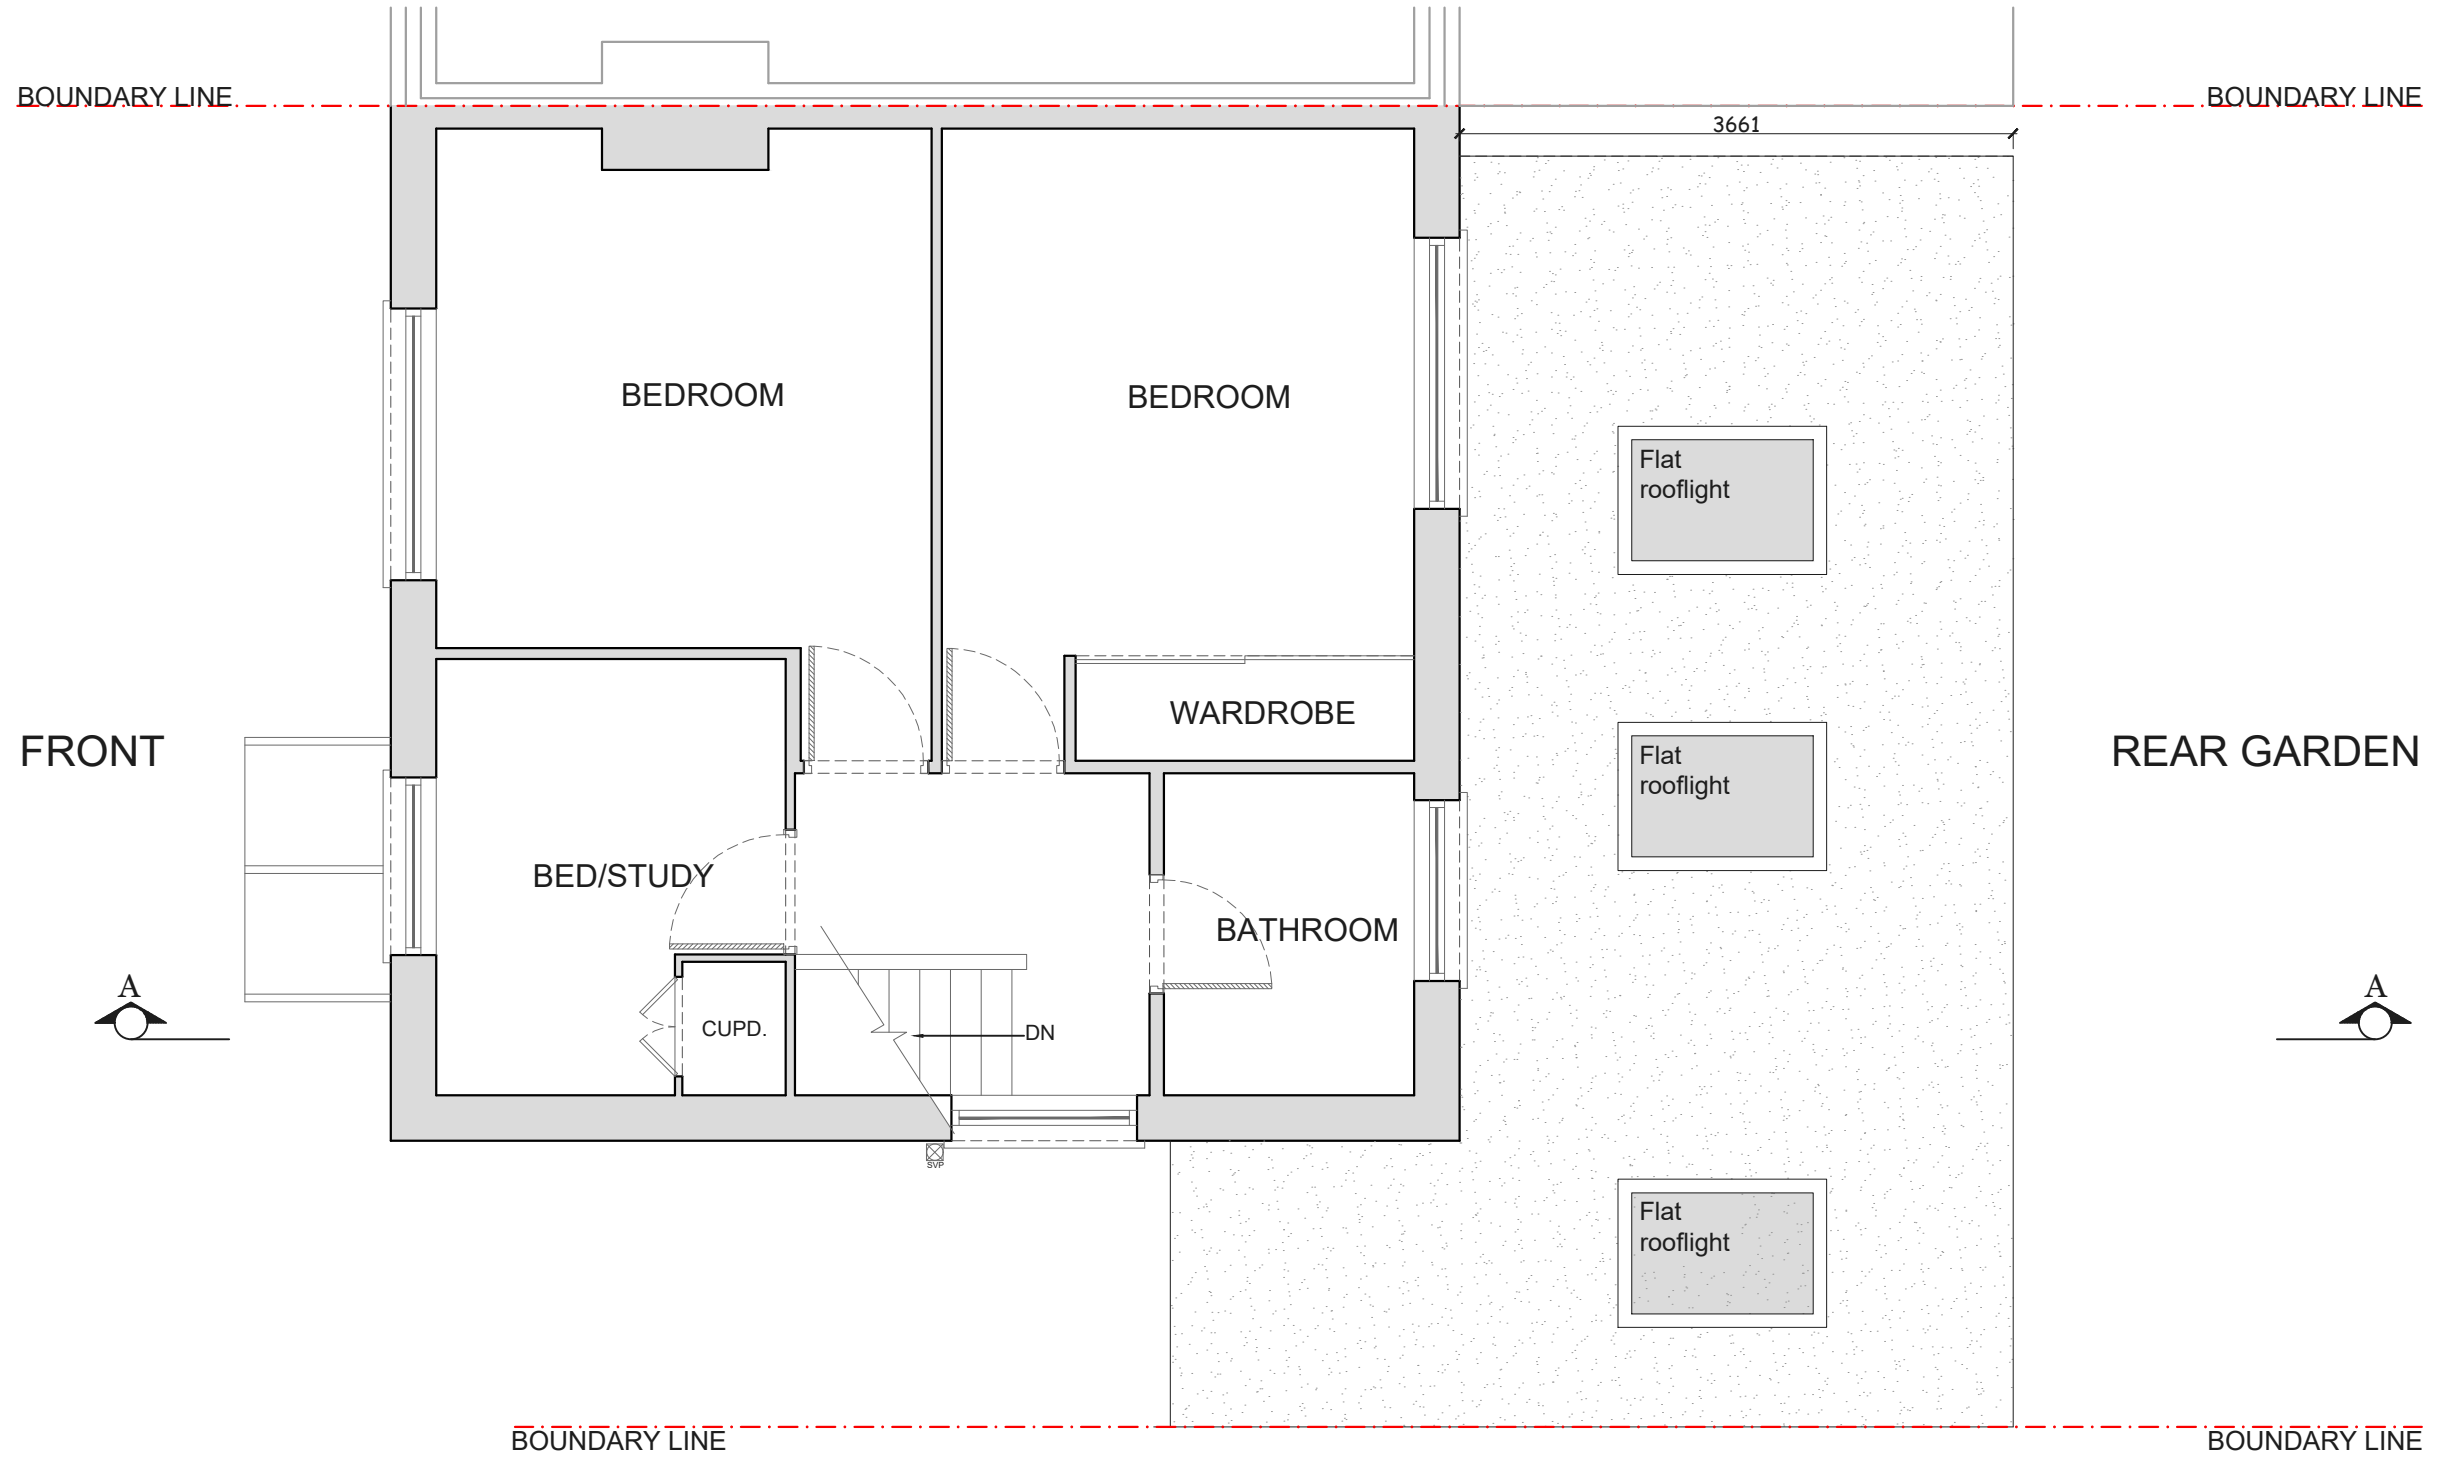 BOUNDARY LINE
BOUNDARY LINE
3661
BEDROOM
BEDROOM
Flat
rooflight
WARDROBE
FRONT
Flat
rooflight
REAR GARDEN
BED/STUDY
BATHROOM
A
A
CUPD.
DN
SVP
Flat
rooflight
BOUNDARY LINE
BOUNDARY LINE